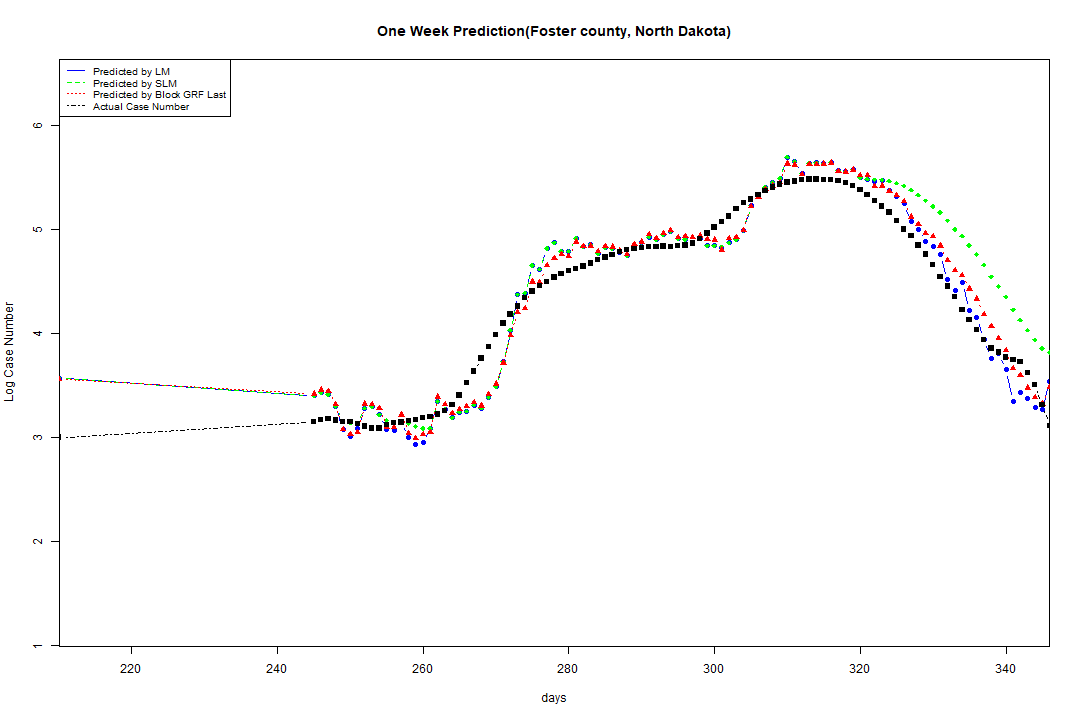 One Week Prediction(Foster county, North Dakota)
Predicted by LM
Predicted by SLM
Predicted by Block GRF Last
Actual Case Number
Log Case Number
6
5
4
3
2
1
220 240 260 280 300 320 340
days